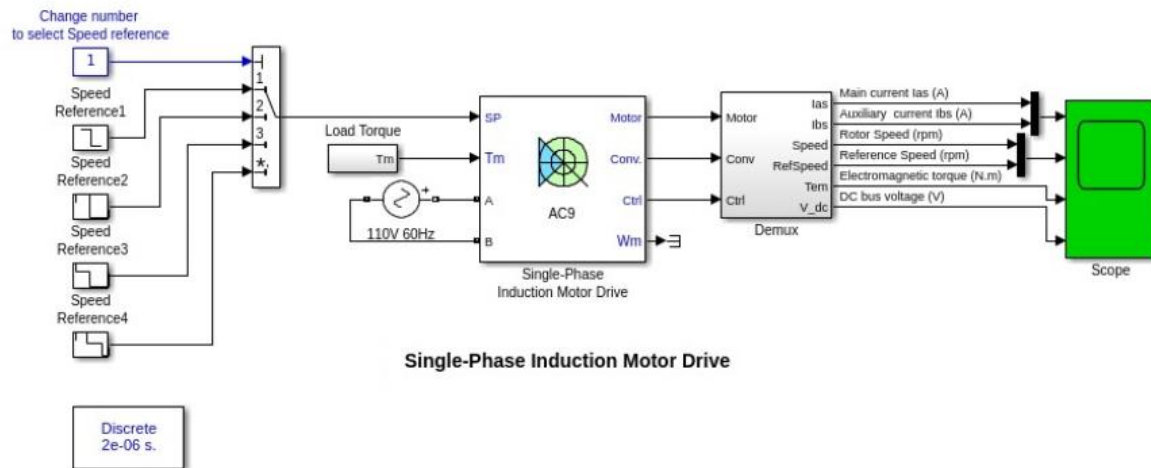 Change number
to select Speed reference
1
Speed
Reference1
Speed
Reference2
Speed
Reference3
Speed
Reference4
1
2
3
*,
Load Torque
Tm
110V 60Hz
+
SP
Tm
A
B
AC9
Motor
Conv.
Ctrl
Wm
Single-Phase
Induction Motor Drive
Motor
Conv
Ctrl
Ias
Ibs
Speed
RefSpeed
Tem
V_dc
Demux
Main current Ias (A)
Auxiliary current Ibs (A)
Rotor Speed (rpm)
Reference Speed (rpm)
Electromagnetic torque (N.m)
DC bus voltage (V)
Scope
Single-Phase Induction Motor Drive
Discrete
2e-06 s.